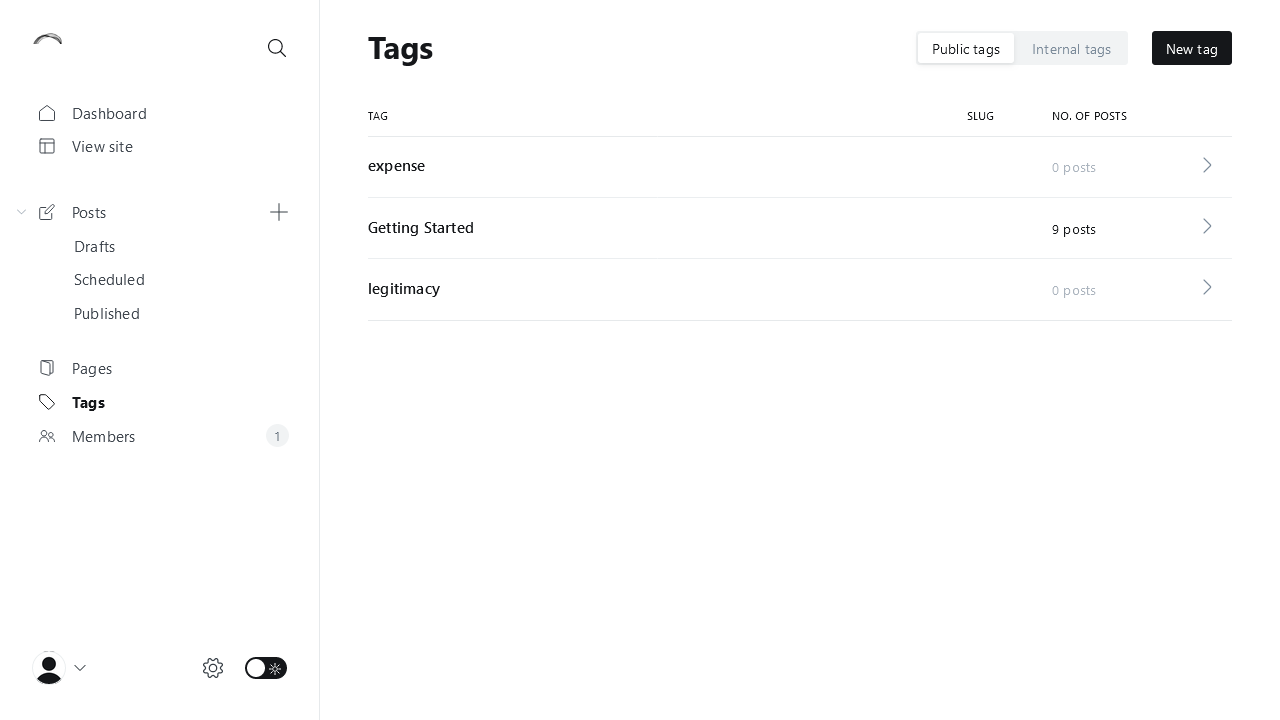 Dashboard
View site
Posts
Drafts
Scheduled
Published
Pages
Tags
Members
1
Tags
Public tags
Internal tags
New tag
TAG
SLUG
NO. OF POSTS
expense
0 posts
Getting Started
9 posts
legitimacy
0 posts